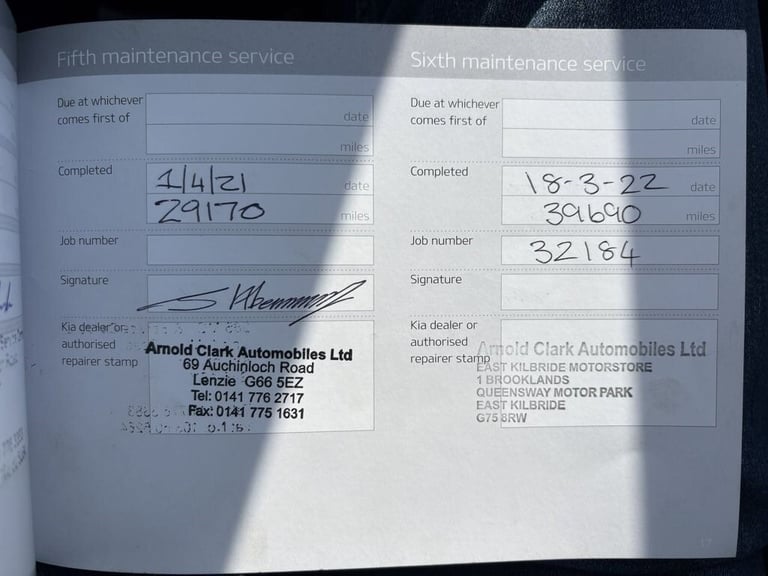 Fifth maintenance service
Due at whichever
comes first of
date
miles
Completed
1/4/21 date
29170 miles
Job number
Signature
Kia dealer or
authorised
repairer stamp
Arnold Clark Automobiles Ltd
69 Auchinloch Road
Lenzie G66 5EZ
Tel: 0141 776 2717
Fax: 0141 775 1631
Sixth maintenance service
Due at whichever
comes first of
date
miles
Completed
18-3-22 date
39690 miles
Job number
32184
Signature
Kia dealer or
authorised
repairer stamp
Arnold Clark Automobiles Ltd
EAST KILBRIDE MOTORSTORE
1 BROOKLANDS
QUEENSWAY MOTOR PARK
EAST KILBRIDE
G75 8RW
17